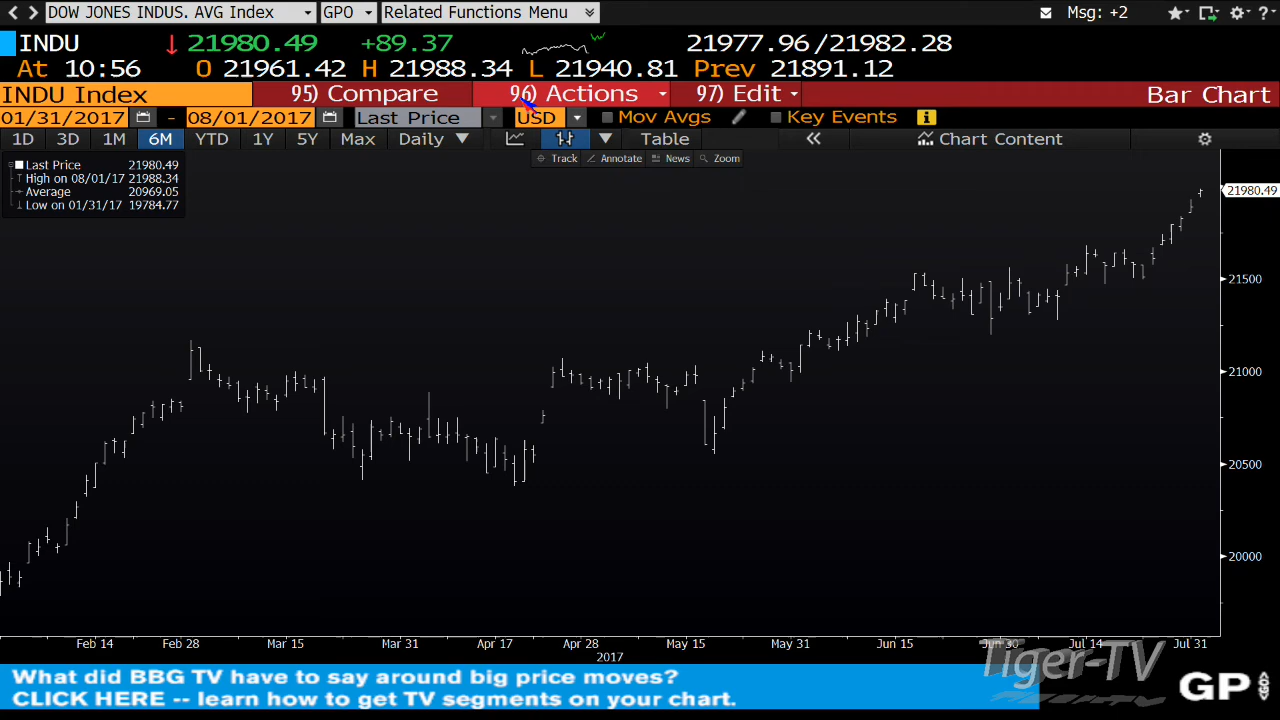 DOW JONES INDUS. AVG Index GPO Related Functions Menu Msg: +2 ?
INDU 21980.49 +89.37 21977.96/21982.28
At 10:56 O 21961.42 H 21988.34 L 21940.81 Prev 21891.12
INDU Index 95) Compare 96) Actions 97) Edit Bar Chart
01/31/2017 - 08/01/2017 Last Price USD Mov Avgs Key Events i
1D 3D 1M 6M YTD 1Y 5Y Max Daily Table « Chart Content
Track Annotate News Zoom
Last Price 21980.49
High on 08/01/17 21988.34
Average 20969.05
Low on 01/31/17 19784.77
21980.49
21500
21000
20500
20000
Feb 14 Feb 28 Mar 15 Mar 31 Apr 17 Apr 28 May 15 May 31 Jun 15 Jun 30 Jul 14 Jul 31
2017
Tiger-TV
What did BBG TV have to say around big price moves?
CLICK HERE -- learn how to get TV segments on your chart.
GP